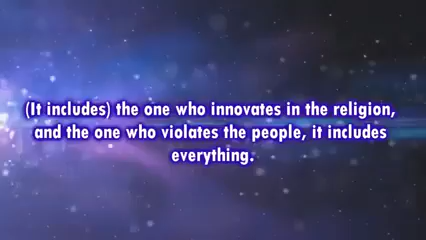 (It includes) the one who innovates in the religion,
and the one who violates the people, it includes
everything.